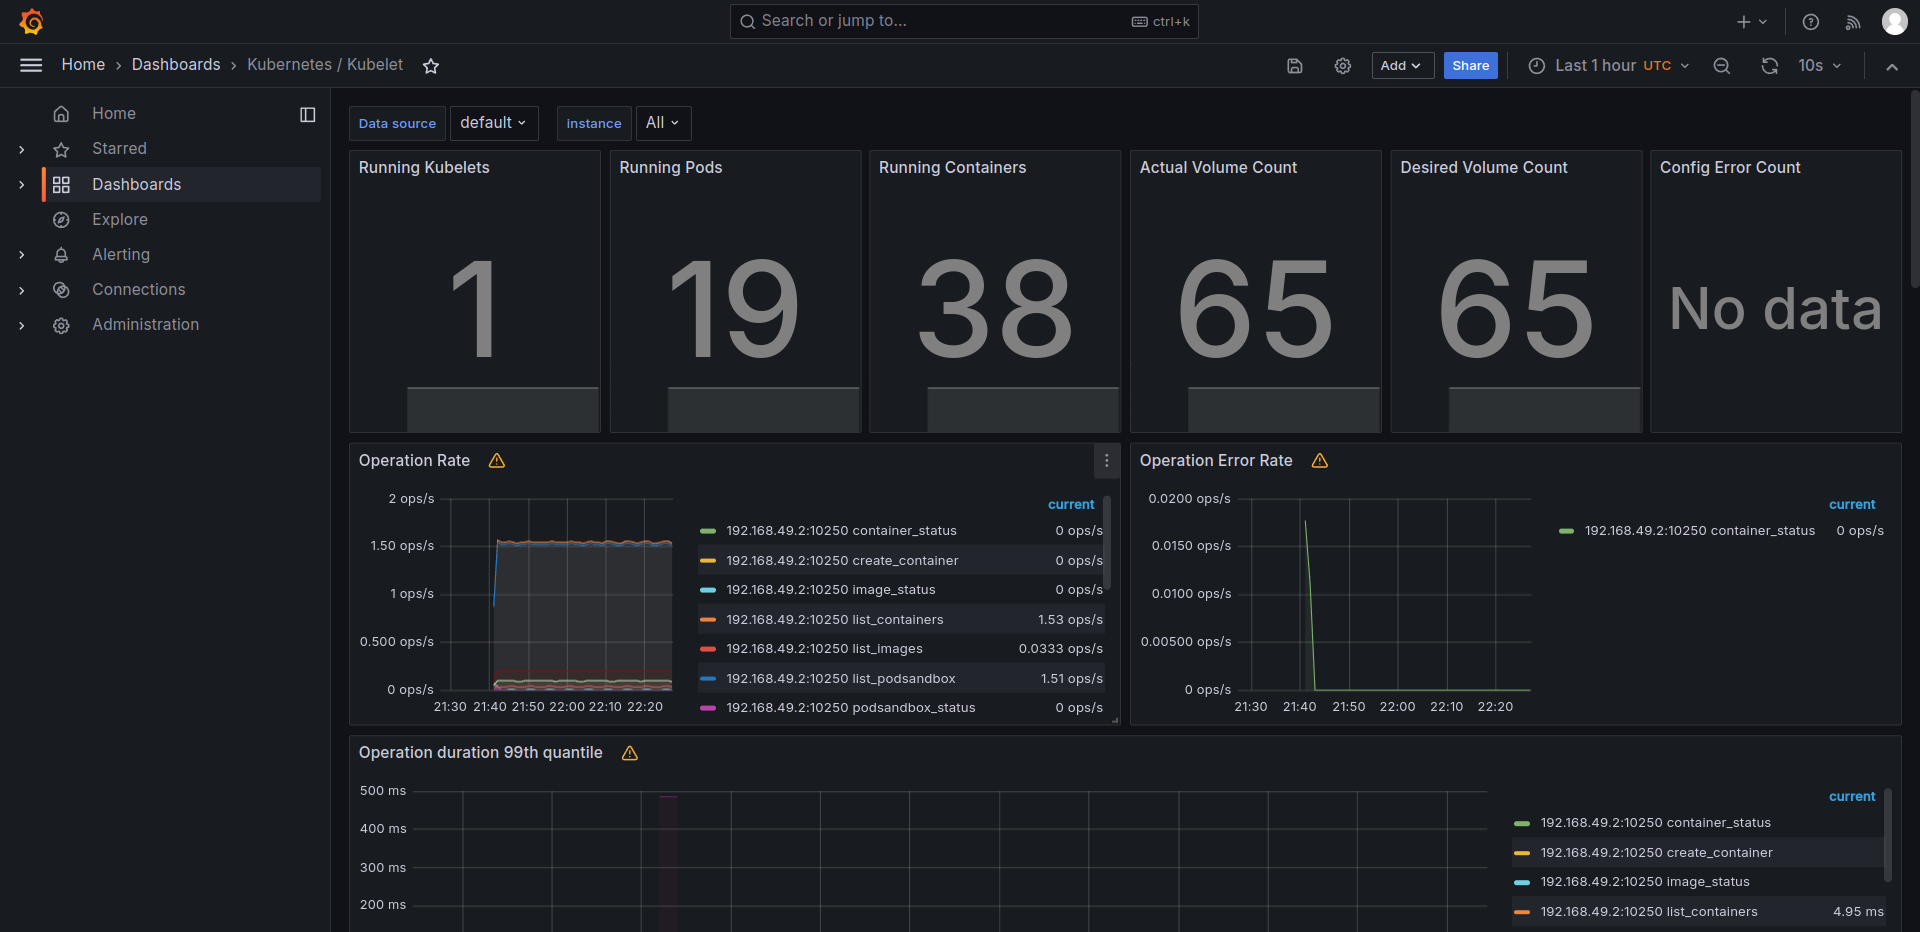 Search or jump to... ctrl+k
Home > Dashboards > Kubernetes / Kubelet
Add Share Last 1 hour UTC 10s
Home
Starred
Dashboards
Explore
Alerting
Connections
Administration
Data source default instance All
Running Kubelets
1
Running Pods
19
Running Containers
38
Actual Volume Count
65
Desired Volume Count
65
Config Error Count
No data
Operation Rate
2 ops/s
1.50 ops/s
1 ops/s
0.500 ops/s
0 ops/s
21:30 21:40 21:50 22:00 22:10 22:20
current
192.168.49.2:10250 container_status 0 ops/s
192.168.49.2:10250 create_container 0 ops/s
192.168.49.2:10250 image_status 0 ops/s
192.168.49.2:10250 list_containers 1.53 ops/s
192.168.49.2:10250 list_images 0.0333 ops/s
192.168.49.2:10250 list_podsandbox 1.51 ops/s
192.168.49.2:10250 podsandbox_status 0 ops/s
Operation Error Rate
0.0200 ops/s
0.0150 ops/s
0.0100 ops/s
0.00500 ops/s
0 ops/s
21:30 21:40 21:50 22:00 22:10 22:20
current
192.168.49.2:10250 container_status 0 ops/s
Operation duration 99th quantile
500 ms
400 ms
300 ms
200 ms
current
192.168.49.2:10250 container_status
192.168.49.2:10250 create_container
192.168.49.2:10250 image_status
192.168.49.2:10250 list_containers 4.95 ms